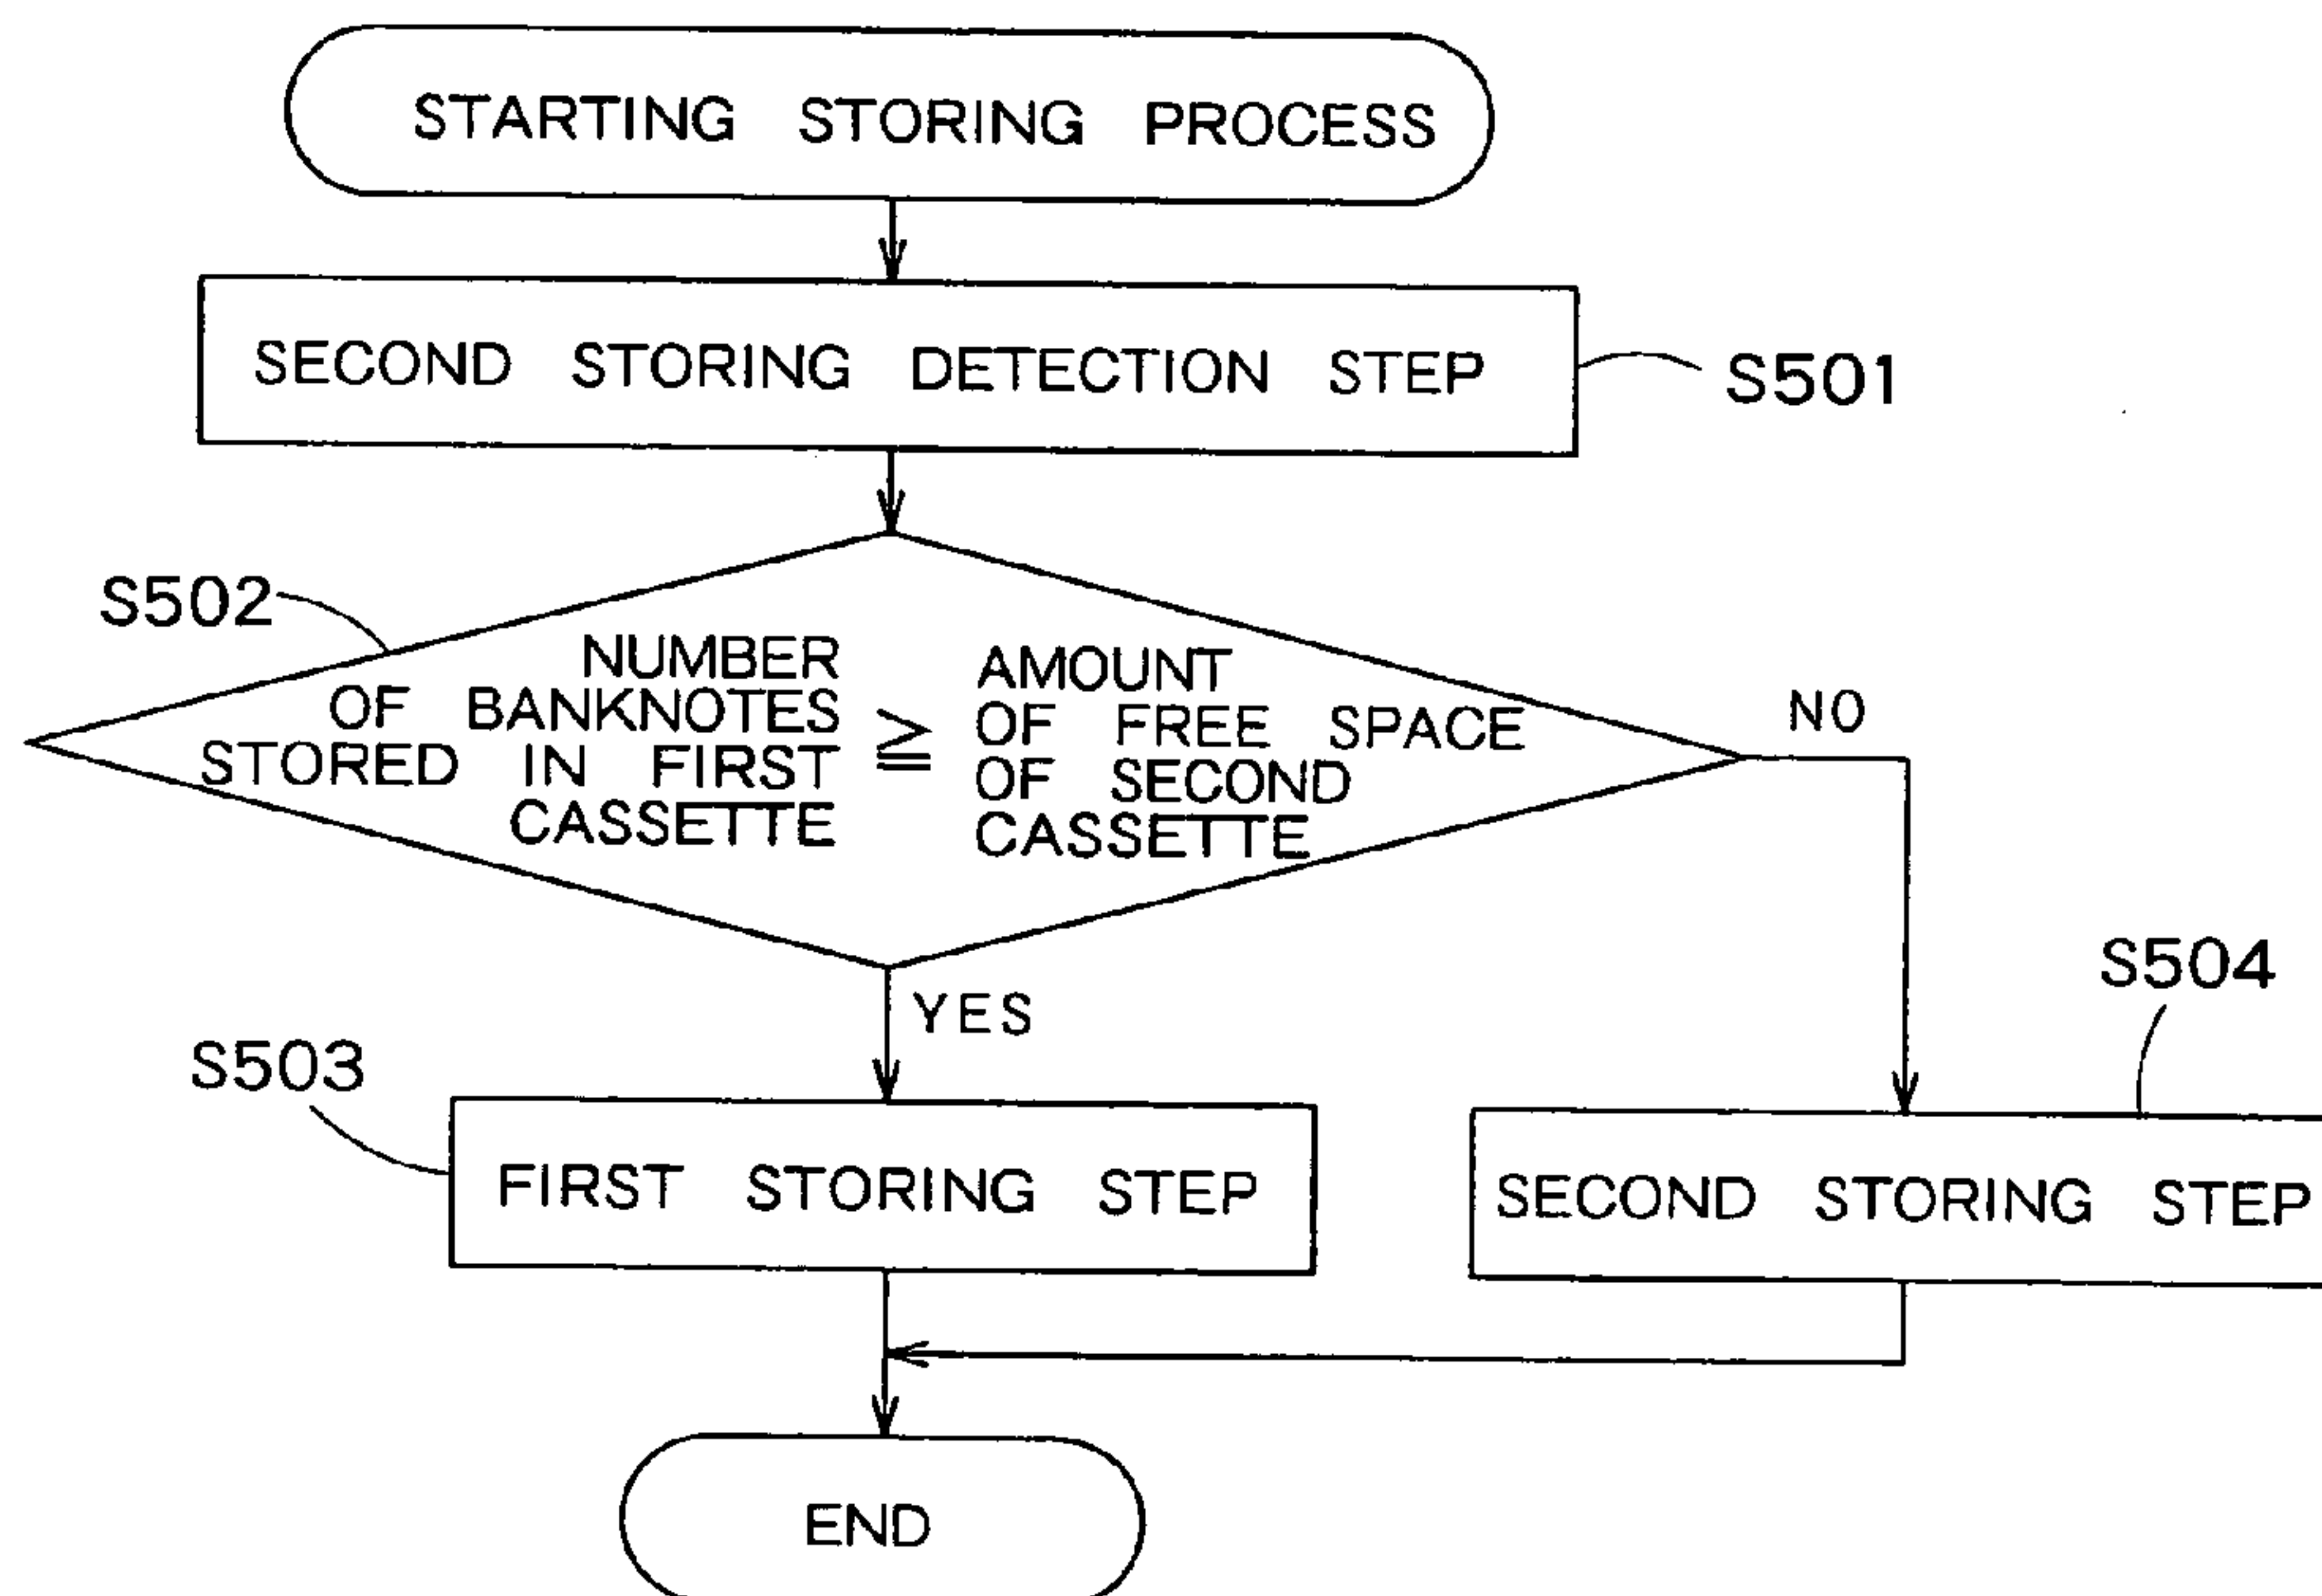 STARTING STORING PROCESS
SECOND STORING DETECTION STEP
S501
S502
NUMBER
OF BANKNOTES
STORED IN FIRST
CASSETTE
≧
AMOUNT
OF FREE SPACE
OF SECOND
CASSETTE
NO
YES
S503
FIRST STORING STEP
S504
SECOND STORING STEP
END